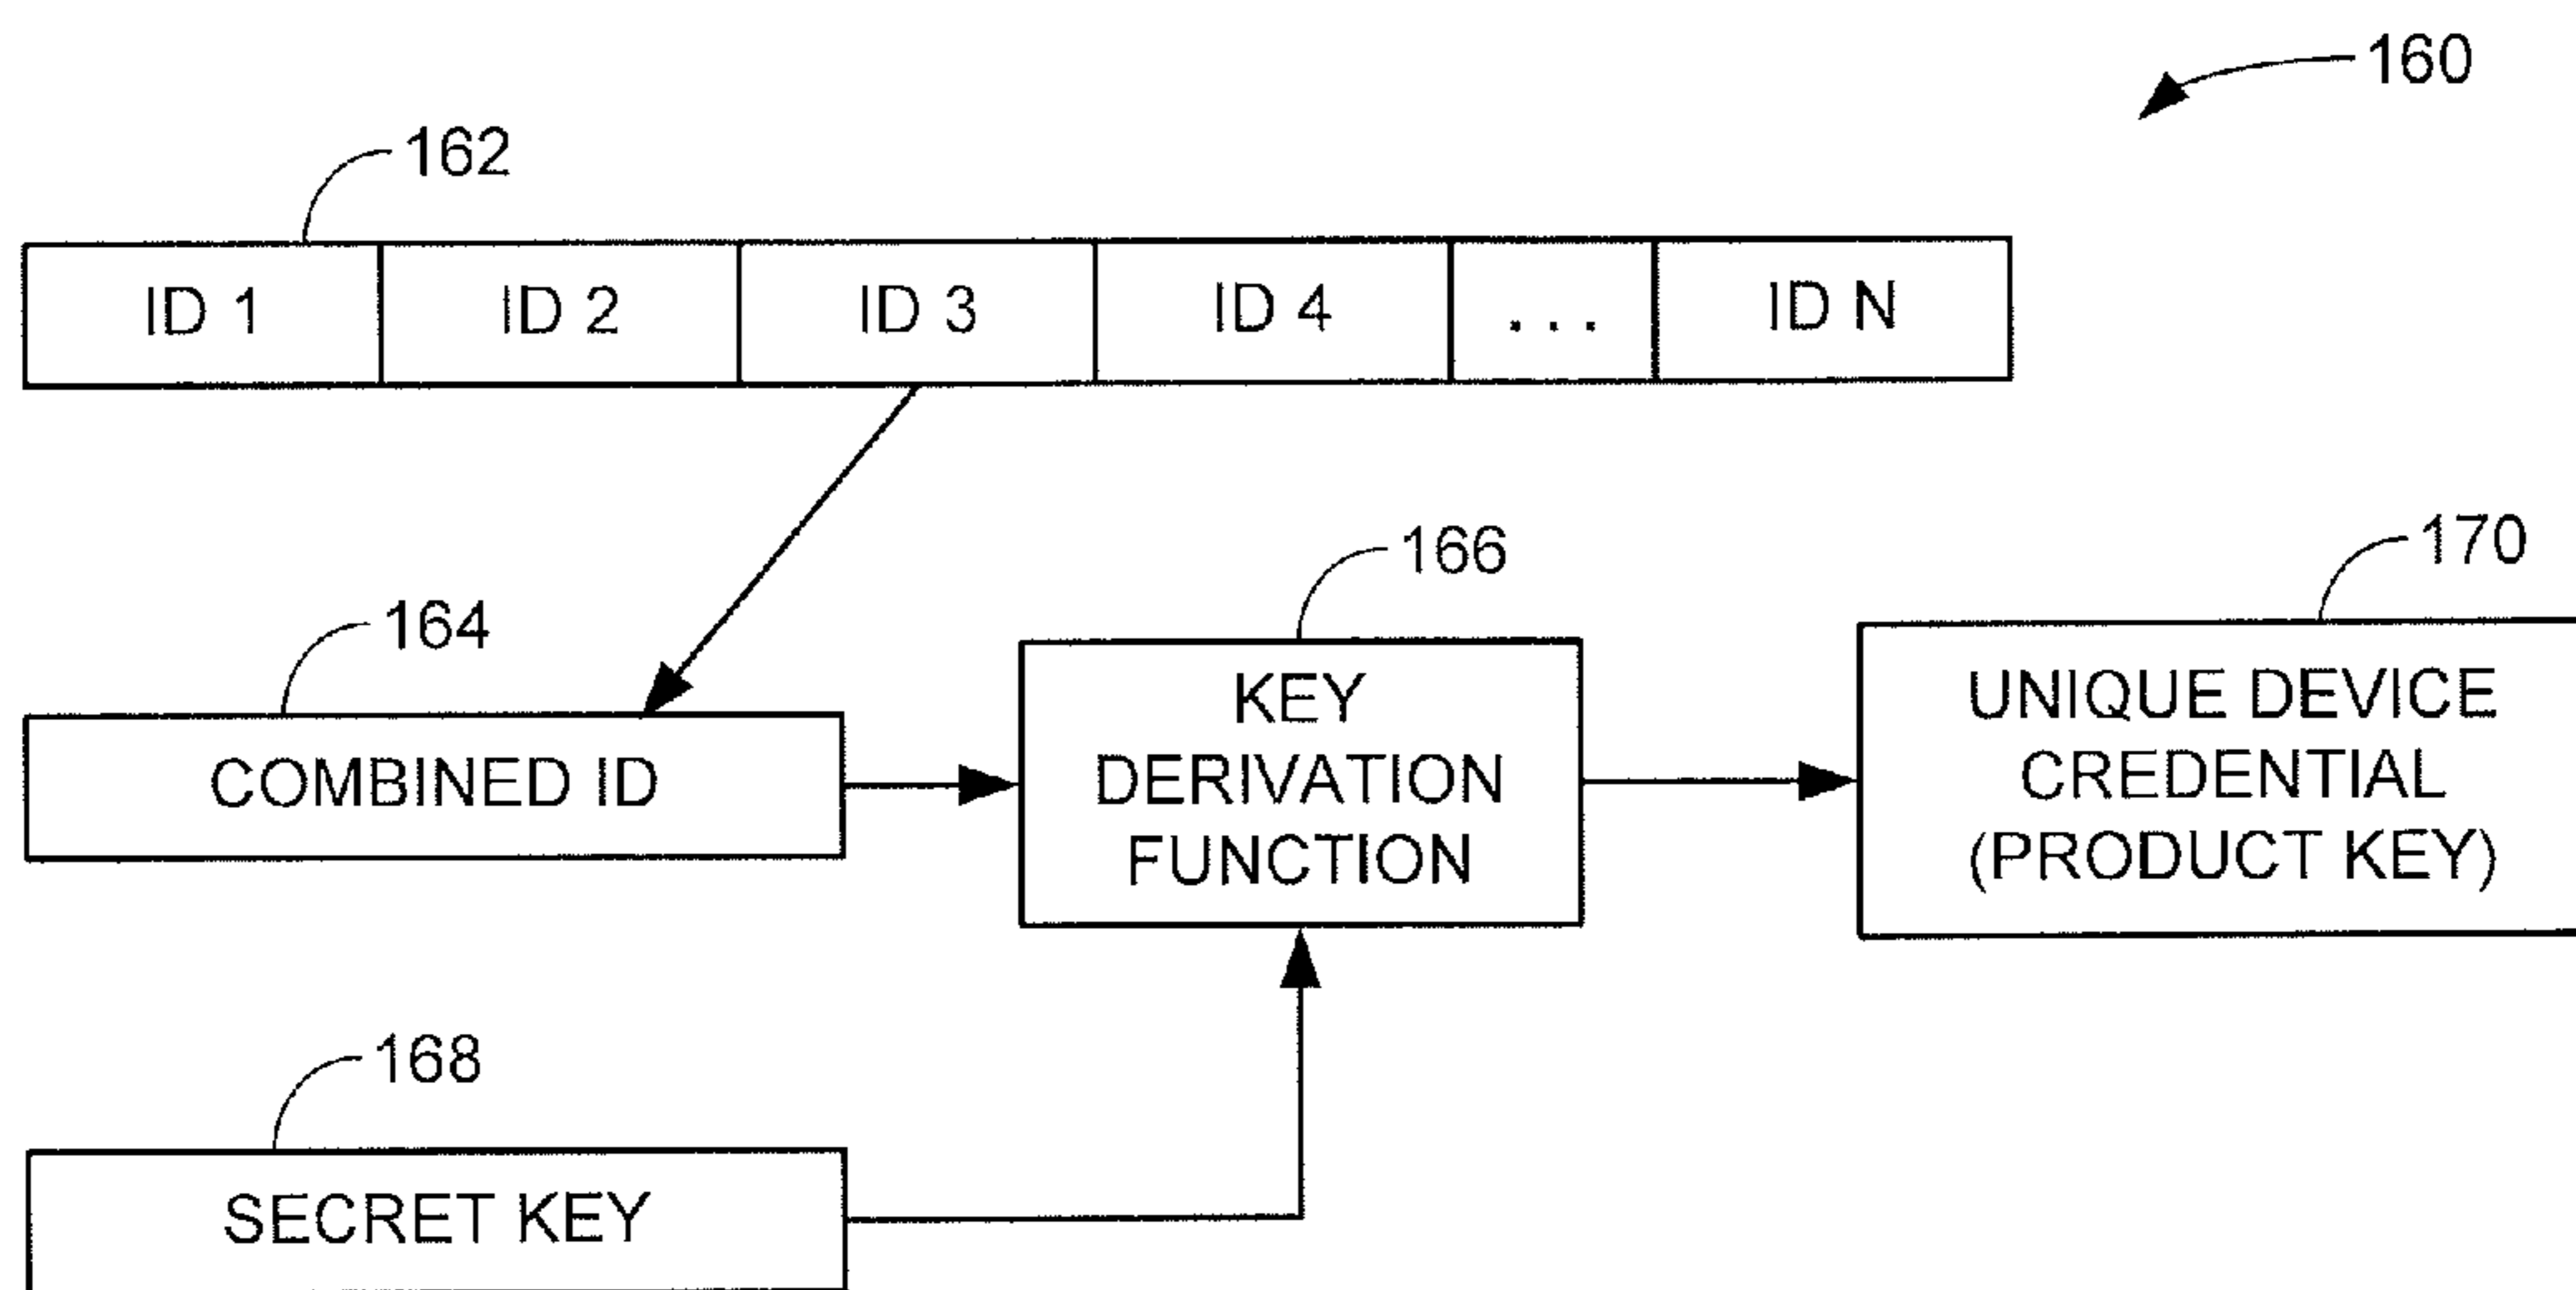 160
162
ID 1 ID 2 ID 3 ID 4 ... ID N
164
COMBINED ID
166
KEY
DERIVATION
FUNCTION
170
UNIQUE DEVICE
CREDENTIAL
(PRODUCT KEY)
168
SECRET KEY